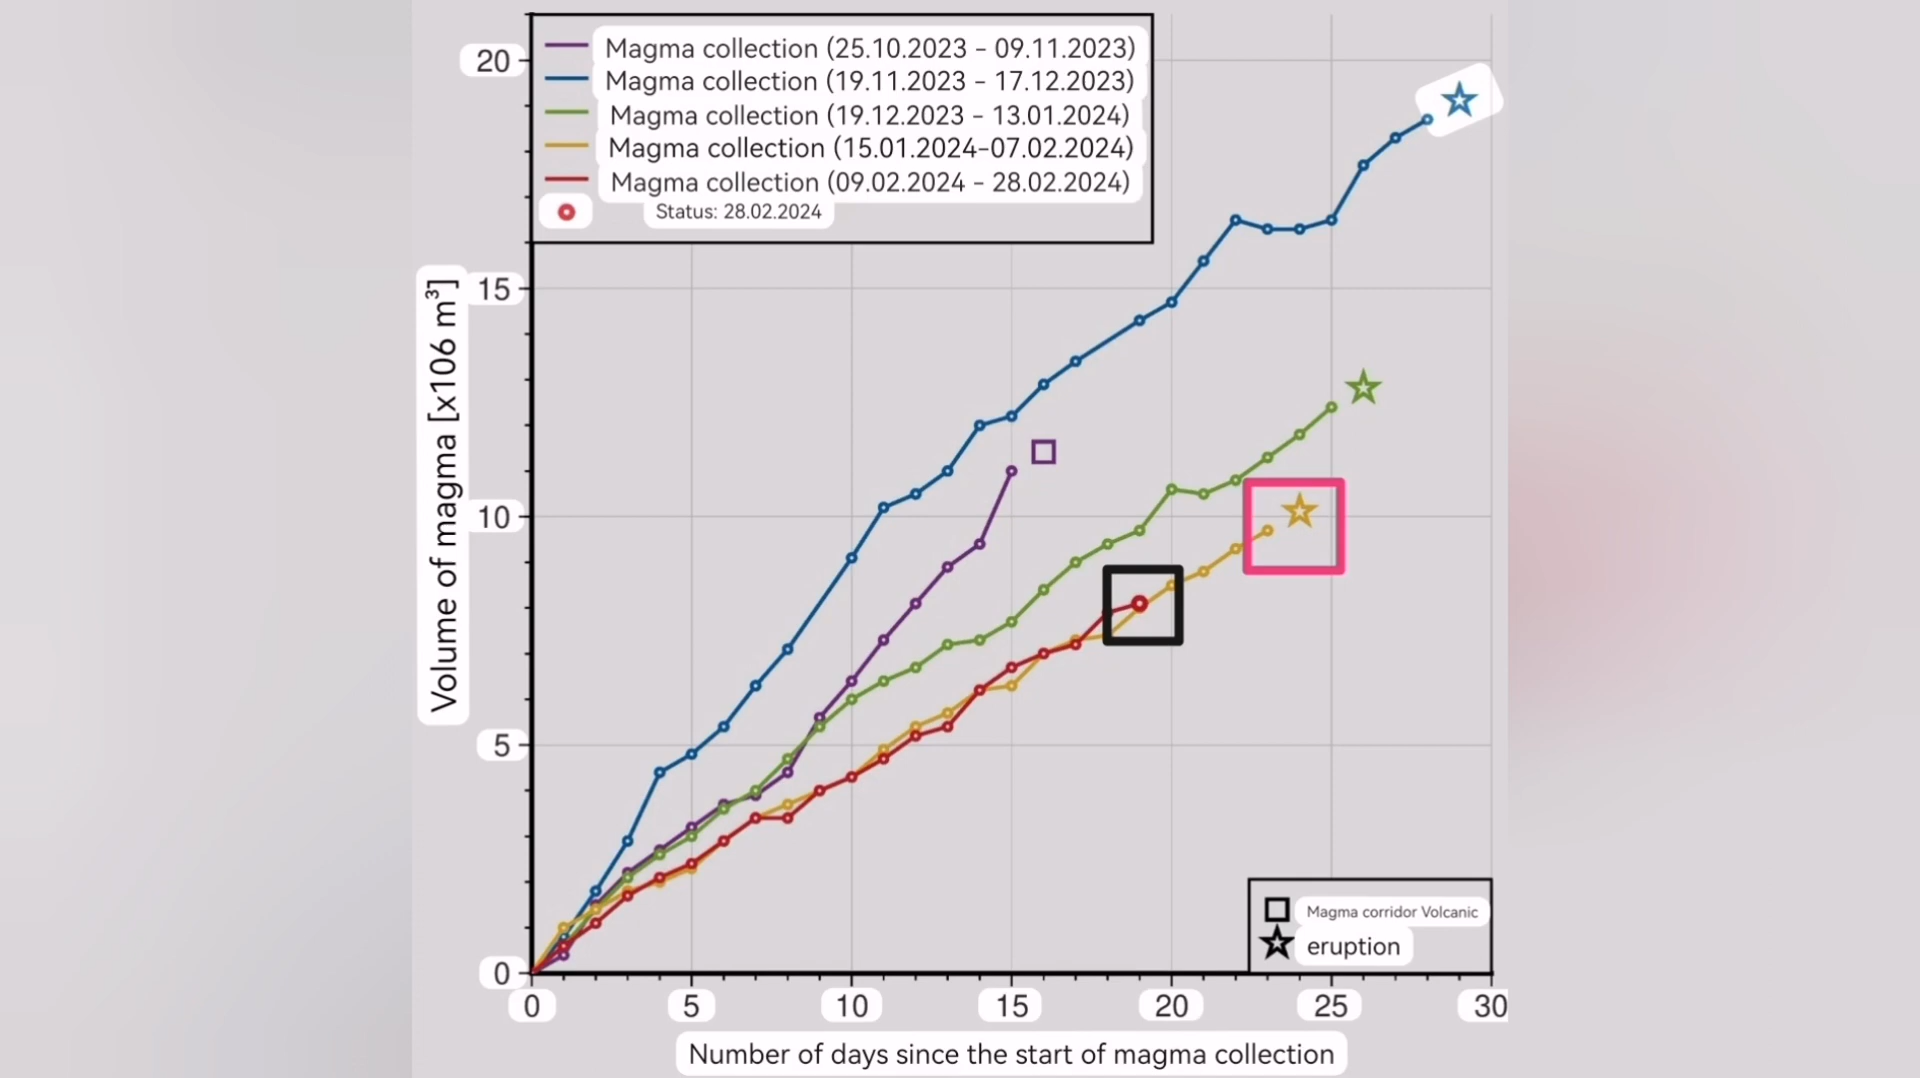 Magma collection (25.10.2023 - 09.11.2023)
Magma collection (19.11.2023 - 17.12.2023)
Magma collection (19.12.2023 - 13.01.2024)
Magma collection (15.01.2024-07.02.2024)
Magma collection (09.02.2024 - 28.02.2024)
Status: 28.02.2024
Volume of magma [x106 m³]
20
15
10
5
0
Magma corridor Volcanic
eruption
0 5 10 15 20 25 30
Number of days since the start of magma collection